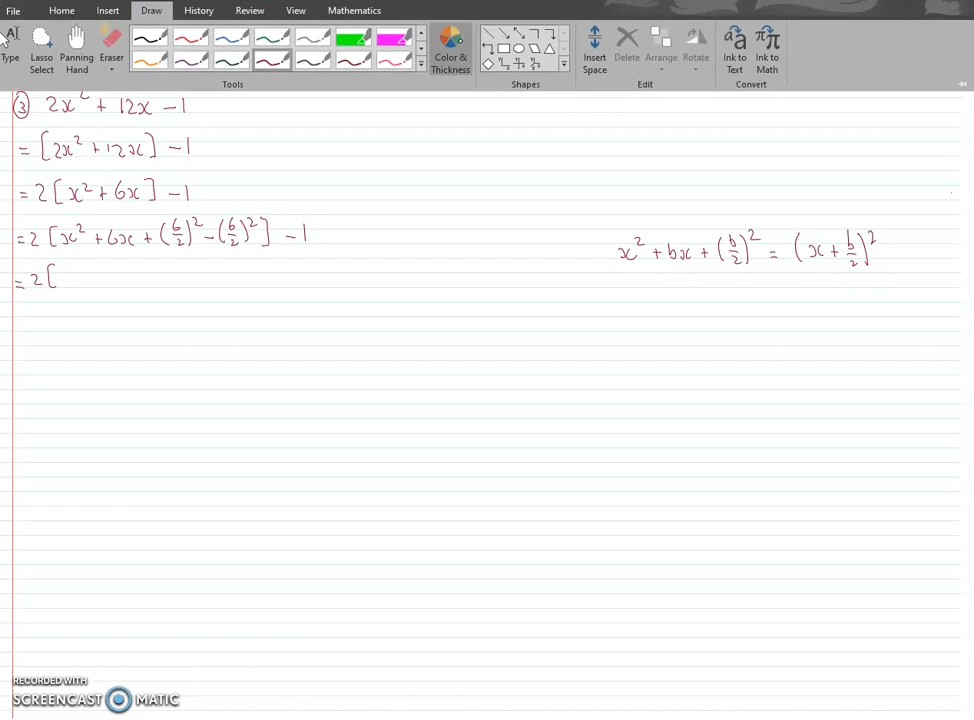 File Home Insert Draw History Review View Mathematics
Type Lasso Select Panning Hand Eraser Color & Thickness Insert Space Delete Arrange Rotate Ink to Text Ink to Math
Tools Shapes Edit Convert
③ 2x² + 12x - 1
= [2x² + 12x] - 1
= 2[x² + 6x] - 1
= 2[x² + 6x + (6/2)² - (6/2)²] - 1
x² + bx + (b/2)² = (x + b/2)²
= 2[
RECORDED WITH
SCREENCAST MATIC